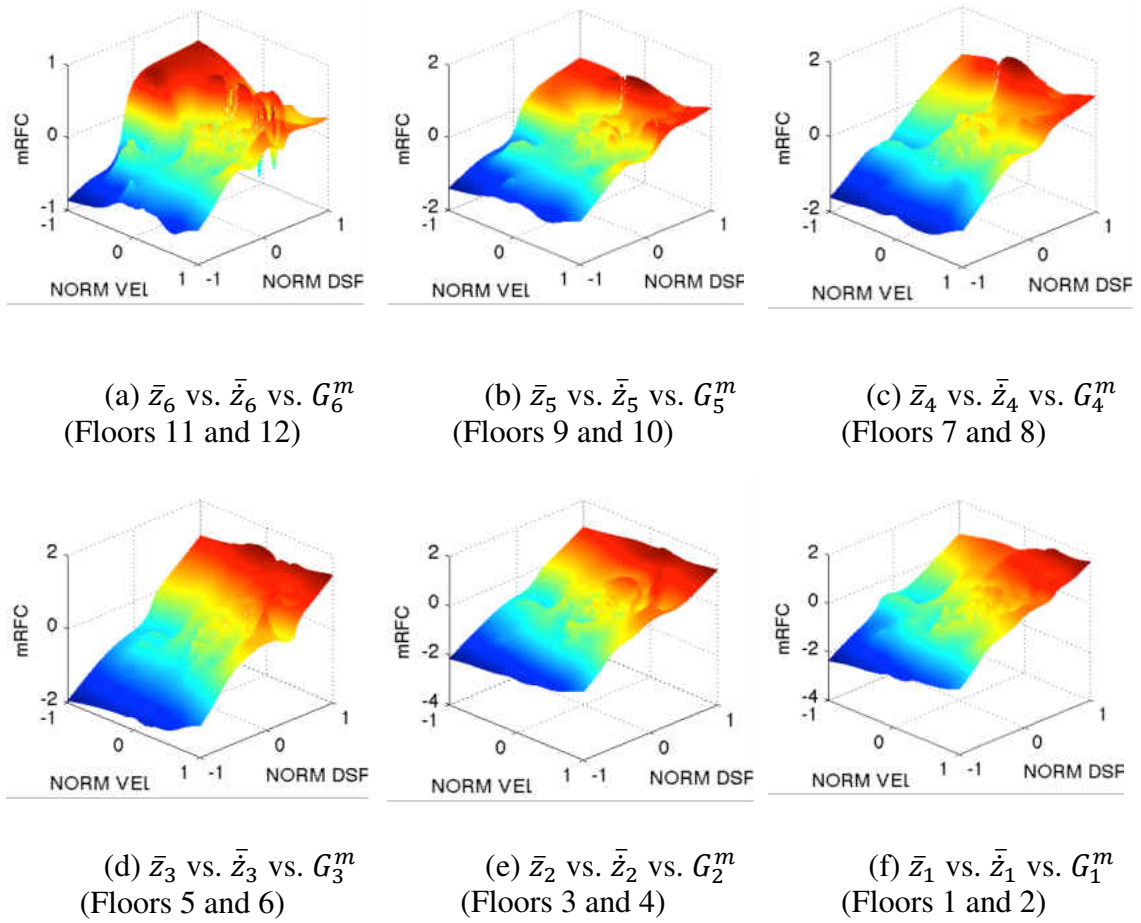 1
0
-1
mRFC
-1
0
1
NORM VEL
-1
0
1
NORM DSP
2
0
-2
mRFC
-1
0
1
NORM VEL
-1
0
1
NORM DSP
2
0
-2
mRFC
-1
0
1
NORM VEL
-1
0
1
NORM DSP
(a) z̄₆ vs. z̄̇₆ vs. G₆ᵐ
(Floors 11 and 12)
(b) z̄₅ vs. z̄̇₅ vs. G₅ᵐ
(Floors 9 and 10)
(c) z̄₄ vs. z̄̇₄ vs. G₄ᵐ
(Floors 7 and 8)
2
0
-2
mRFC
-1
0
1
NORM VEL
-1
0
1
NORM DSP
2
0
-2
-4
mRFC
-1
0
1
NORM VEL
-1
0
1
NORM DSP
2
0
-2
-4
mRFC
-1
0
1
NORM VEL
-1
0
1
NORM DSP
(d) z̄₃ vs. z̄̇₃ vs. G₃ᵐ
(Floors 5 and 6)
(e) z̄₂ vs. z̄̇₂ vs. G₂ᵐ
(Floors 3 and 4)
(f) z̄₁ vs. z̄̇₁ vs. G₁ᵐ
(Floors 1 and 2)